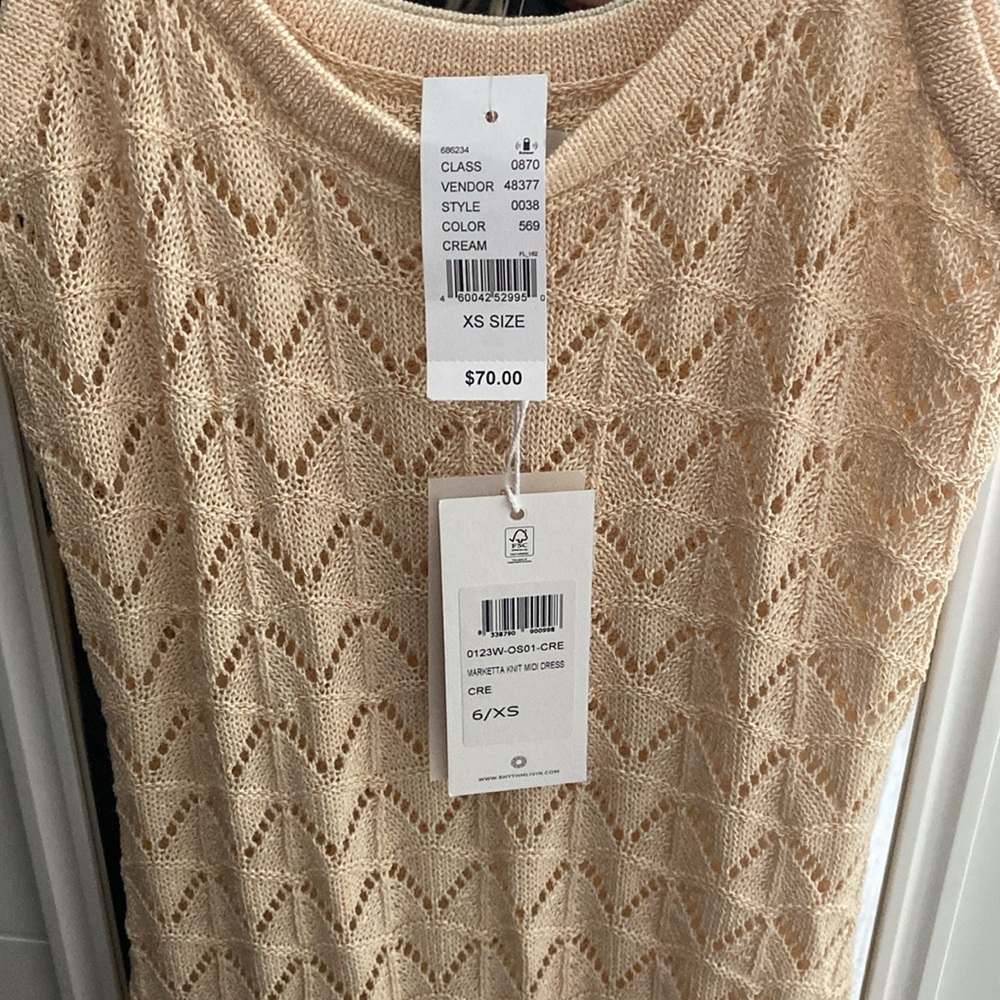 686234
CLASS 0870
VENDOR 48377
STYLE 0038
COLOR 569
CREAM
FL_162
4 60042 52995 0
XS SIZE
$70.00
FSC
9 338790 900998
0123W-OS01-CRE
MARKETTA KNIT MIDI DRESS
CRE
6/XS
WWW.RHYTHMLIVIN.COM